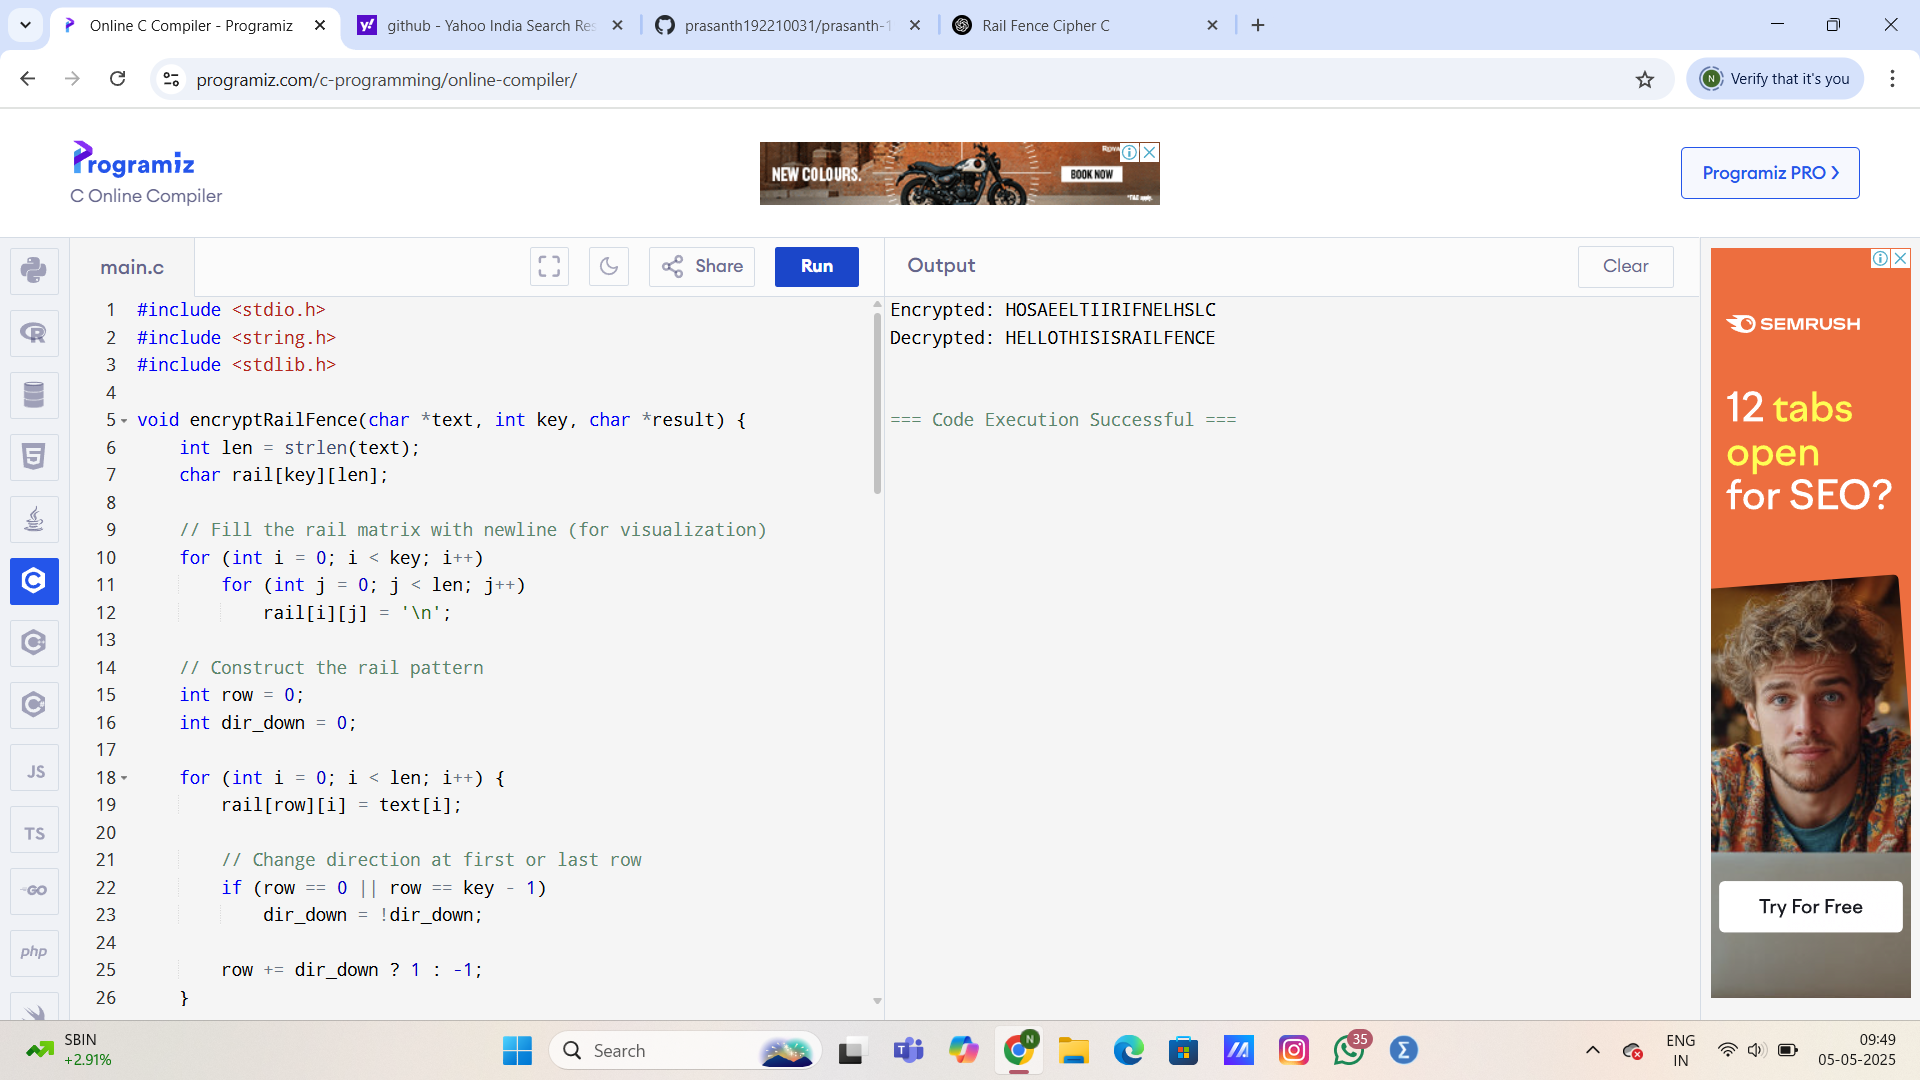 Online C Compiler - Programiz
github - Yahoo India Search Res
prasanth192210031/prasanth-1
Rail Fence Cipher C
programiz.com/c-programming/online-compiler/
N
Verify that it's you
Programiz
C Online Compiler
NEW COLOURS.
BOOK NOW
*T&C apply.
Programiz PRO
main.c
Share
Run
Output
Clear
1 #include <stdio.h>
2 #include <string.h>
3 #include <stdlib.h>
4
5 void encryptRailFence(char *text, int key, char *result) {
6 int len = strlen(text);
7 char rail[key][len];
8
9 // Fill the rail matrix with newline (for visualization)
10 for (int i = 0; i < key; i++)
11 for (int j = 0; j < len; j++)
12 rail[i][j] = '\n';
13
14 // Construct the rail pattern
15 int row = 0;
16 int dir_down = 0;
17
18 for (int i = 0; i < len; i++) {
19 rail[row][i] = text[i];
20
21 // Change direction at first or last row
22 if (row == 0 || row == key - 1)
23 dir_down = !dir_down;
24
25 row += dir_down ? 1 : -1;
26 }
Encrypted: HOSAEELTIIRIFNELHSLC
Decrypted: HELLOTHISISRAILFENCE
=== Code Execution Successful ===
SEMRUSH
12 tabs
open
for SEO?
Try For Free
JS
TS
GO
php
SBIN
+2.91%
Search
N
35
ENG
IN
09:49
05-05-2025